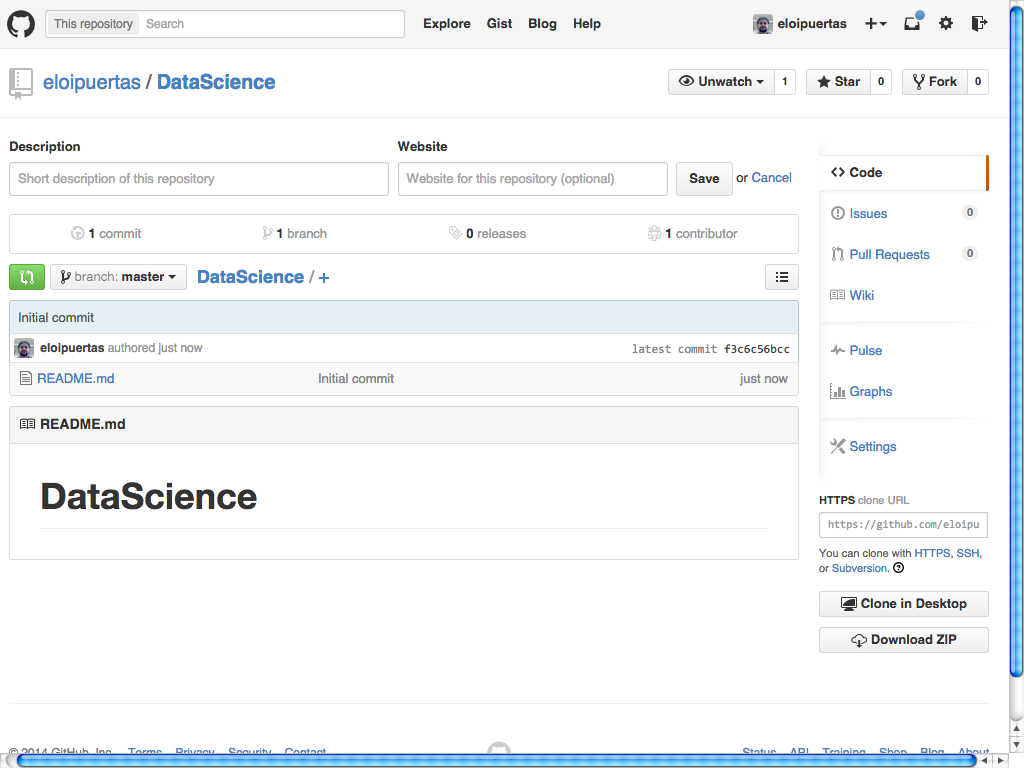 This repository Search Explore Gist Blog Help eloipuertas
eloipuertas / DataScience Unwatch 1 Star 0 Fork 0
Description Website
Short description of this repository Website for this repository (optional) Save or Cancel
1 commit 1 branch 0 releases 1 contributor
branch: master DataScience / +
Initial commit
eloipuertas authored just now latest commit f3c6c56bcc
README.md Initial commit just now
README.md
DataScience
Code
Issues 0
Pull Requests 0
Wiki
Pulse
Graphs
Settings
HTTPS clone URL
https://github.com/eloipu
You can clone with HTTPS, SSH,
or Subversion.
Clone in Desktop
Download ZIP
© 2014 GitHub, Inc. Terms Privacy Security Contact Status API Training Shop Blog About